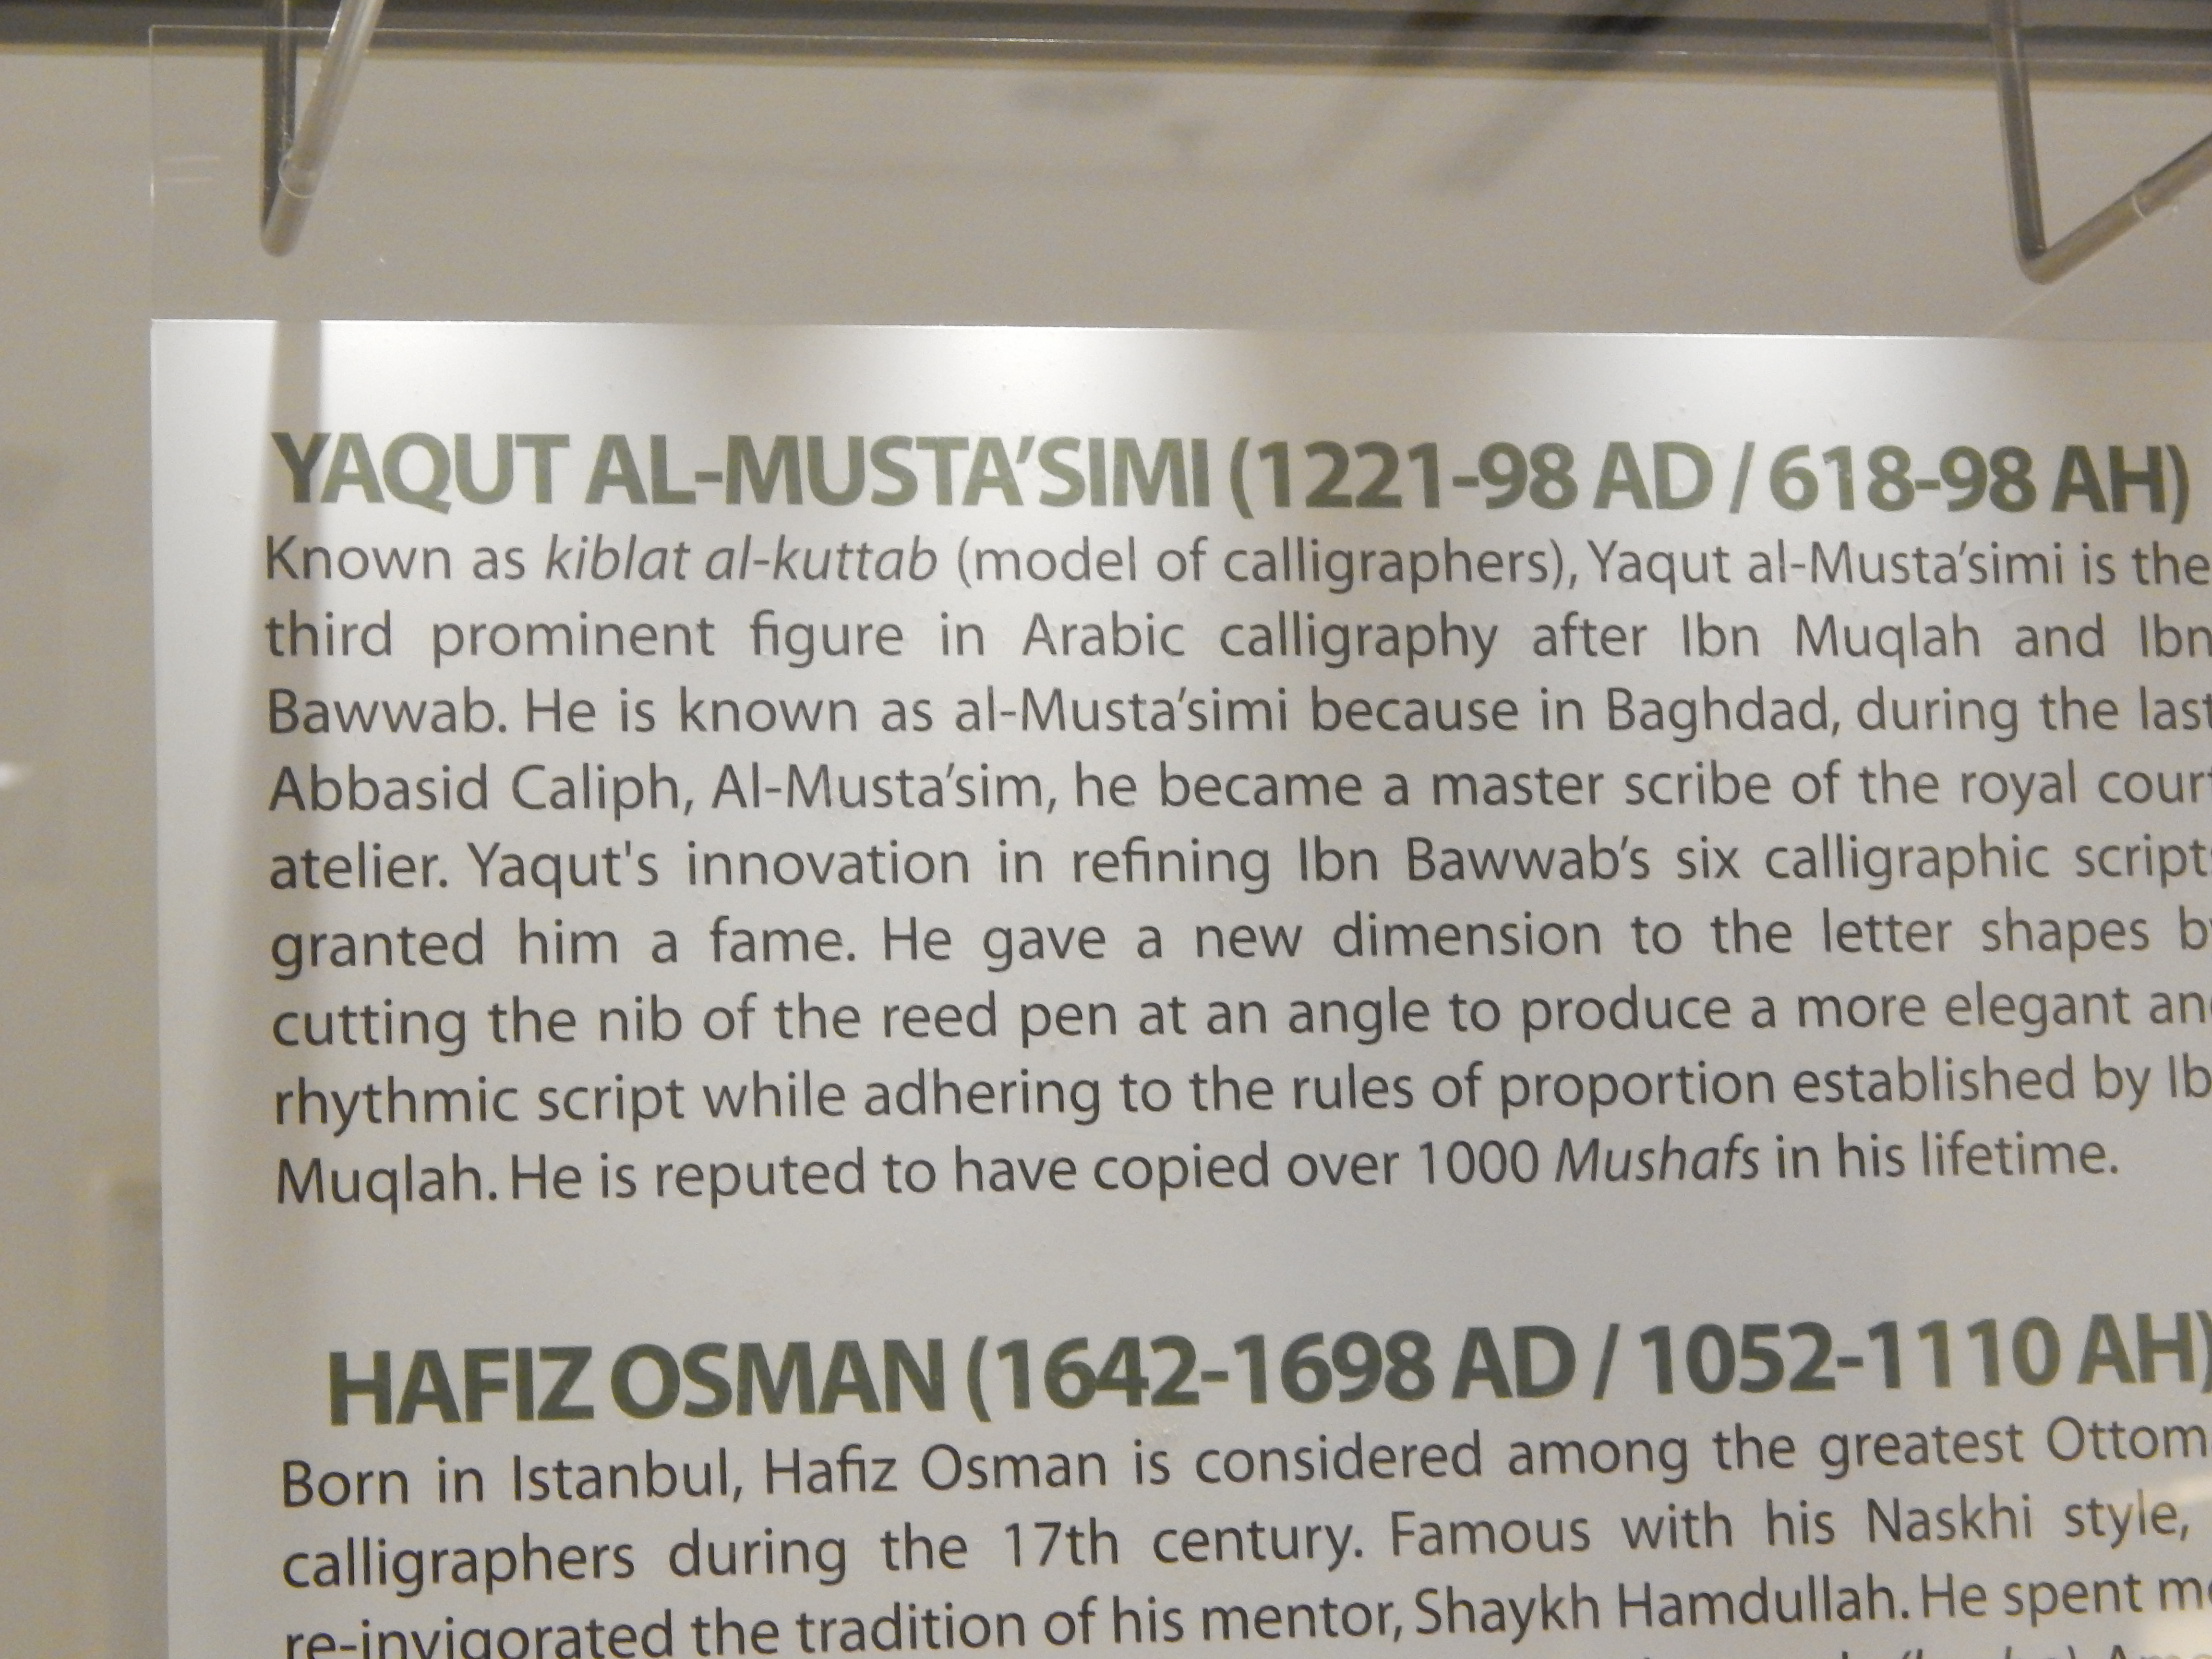 YAQUT AL-MUSTA’SIMI (1221-98 AD / 618-98 AH)
Known as kiblat al-kuttab (model of calligraphers), Yaqut al-Musta’simi is the
third prominent figure in Arabic calligraphy after Ibn Muqlah and Ibn
Bawwab. He is known as al-Musta’simi because in Baghdad, during the last
Abbasid Caliph, Al-Musta’sim, he became a master scribe of the royal court
atelier. Yaqut's innovation in refining Ibn Bawwab’s six calligraphic scripts
granted him a fame. He gave a new dimension to the letter shapes by
cutting the nib of the reed pen at an angle to produce a more elegant and
rhythmic script while adhering to the rules of proportion established by Ib
Muqlah. He is reputed to have copied over 1000 Mushafs in his lifetime.
HAFIZ OSMAN (1642-1698 AD / 1052-1110 AH)
Born in Istanbul, Hafiz Osman is considered among the greatest Ottom
calligraphers during the 17th century. Famous with his Naskhi style,
re-invigorated the tradition of his mentor, Shaykh Hamdullah. He spent